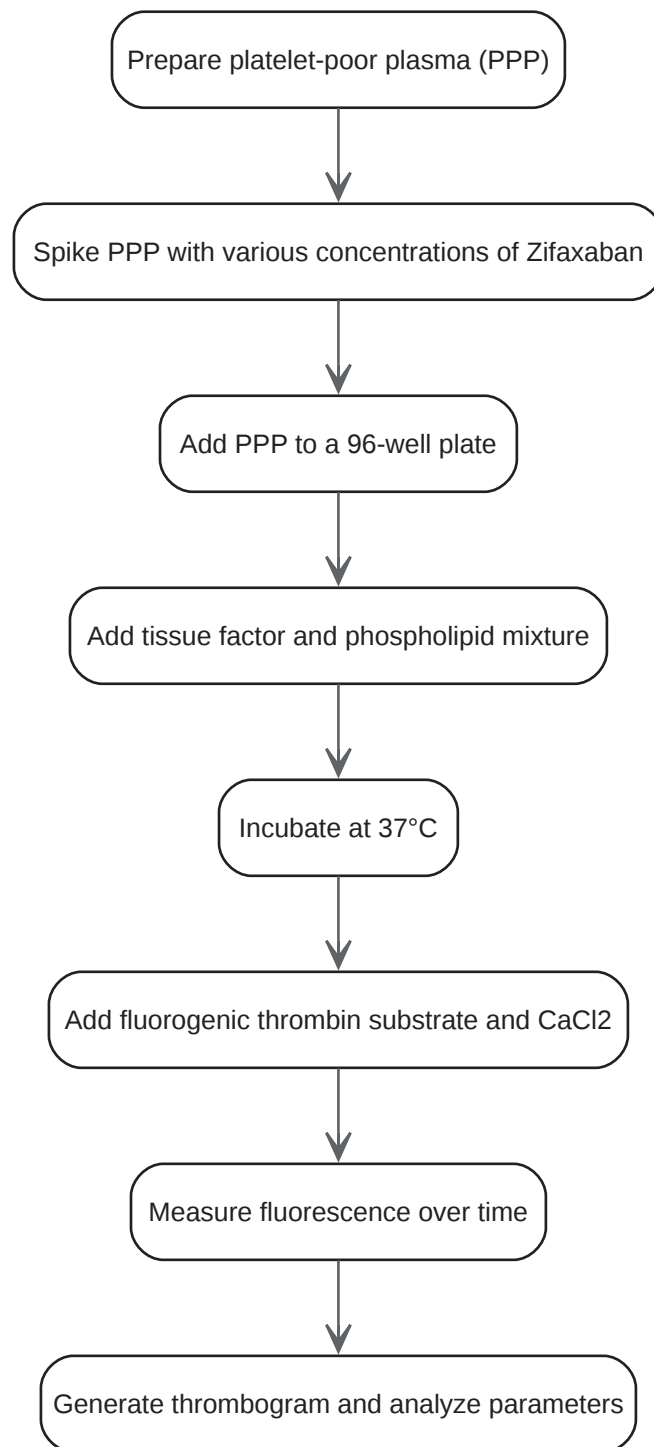 Prepare platelet-poor plasma (PPP)
Spike PPP with various concentrations of Zifaxaban
Add PPP to a 96-well plate
Add tissue factor and phospholipid mixture
Incubate at 37°C
Add fluorogenic thrombin substrate and CaCl2
Measure fluorescence over time
Generate thrombogram and analyze parameters